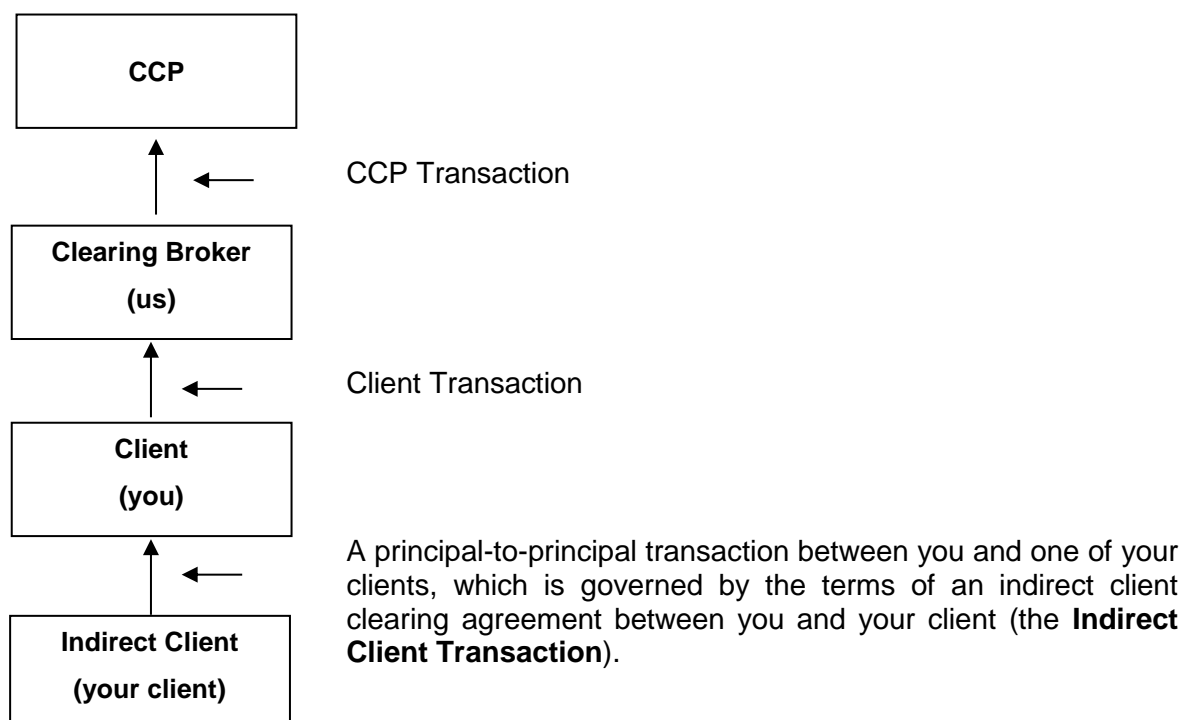 CCP
CCP Transaction
Clearing Broker
(us)
Client Transaction
Client
(you)
A principal-to-principal transaction between you and one of your
clients, which is governed by the terms of an indirect client
clearing agreement between you and your client (the Indirect
Client Transaction).
Indirect Client
(your client)